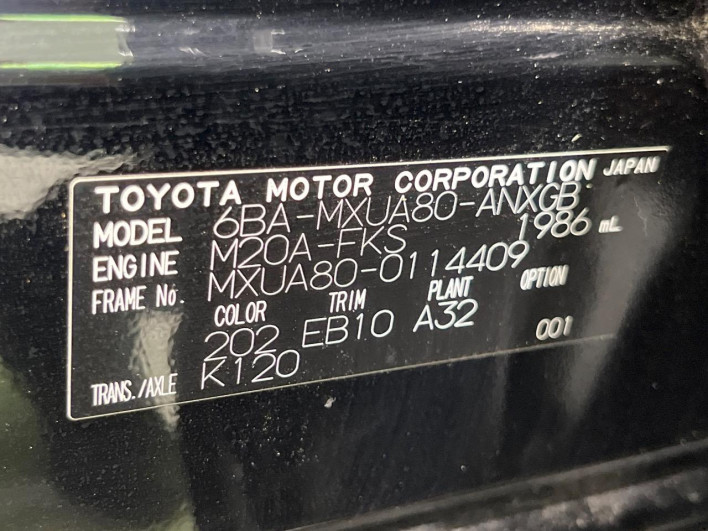 TOYOTA MOTOR CORPORATION JAPAN
MODEL 6BA-MXUA80-ANXGB
ENGINE M20A-FKS 1986 mL
FRAME No. MXUA80-0114409
COLOR TRIM PLANT OPTION
202 EB10 A32 001
TRANS./AXLE K120